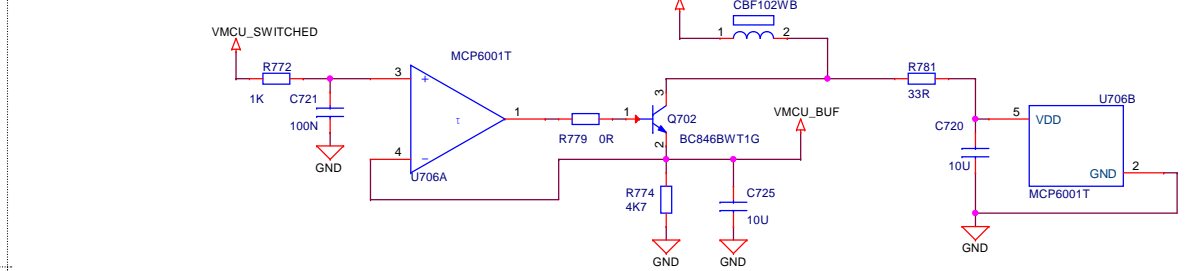 CBF102WB
1 2
VMCU_SWITCHED
MCP6001T
R772
1K
C721
100N
GND
3
+
τ
4
-
U706A
1
R779 0R
1
3
Q702
BC846BWT1G
2
VMCU_BUF
R774
4K7
GND
C725
10U
GND
R781
33R
C720
10U
GND
U706B
5
VDD
GND
2
MCP6001T